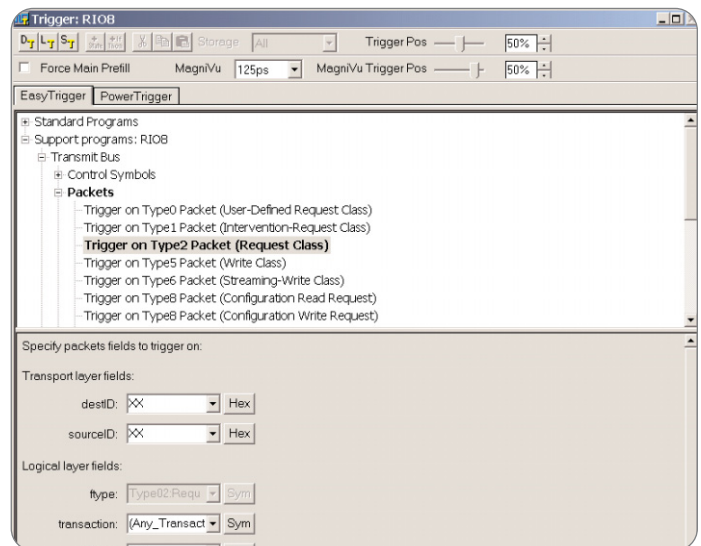 Trigger: RIO8
D L S Storage All Trigger Pos 50%
Force Main Prefill MagniVu 125ps MagniVu Trigger Pos 50%
EasyTrigger PowerTrigger
Standard Programs
Support programs: RIO8
Transmit Bus
Control Symbols
Packets
Trigger on Type0 Packet (User-Defined Request Class)
Trigger on Type1 Packet (Intervention-Request Class)
Trigger on Type2 Packet (Request Class)
Trigger on Type5 Packet (Write Class)
Trigger on Type6 Packet (Streaming-Write Class)
Trigger on Type8 Packet (Configuration Read Request)
Trigger on Type8 Packet (Configuration Write Request)
Specify packets fields to trigger on:
Transport layer fields:
destID: XX Hex
sourceID: XX Hex
Logical layer fields:
ftype: Type02:Requ Sym
transaction: (Any_Transact Sym